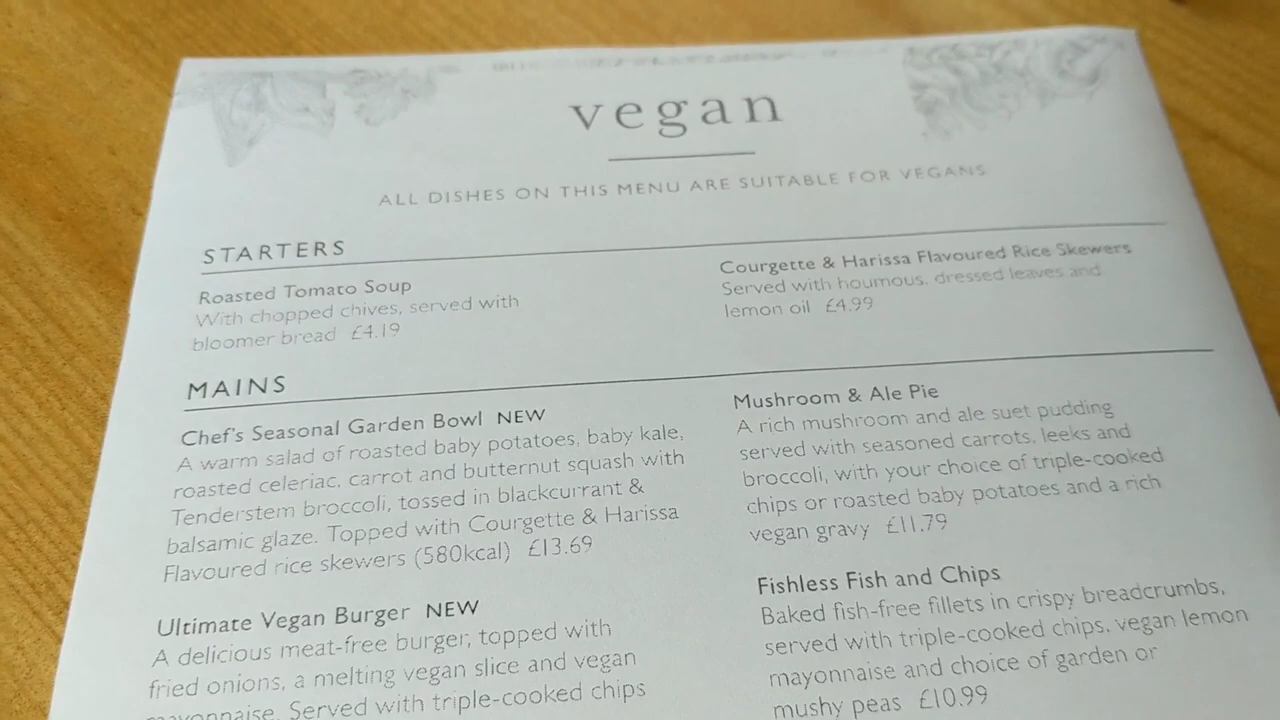 vegan
ALL DISHES ON THIS MENU ARE SUITABLE FOR VEGANS
STARTERS
Roasted Tomato Soup
With chopped chives, served with
bloomer bread £4.19
Courgette & Harissa Flavoured Rice Skewers
Served with houmous, dressed leaves and
lemon oil £4.99
MAINS
Chef's Seasonal Garden Bowl NEW
A warm salad of roasted baby potatoes, baby kale,
roasted celeriac, carrot and butternut squash with
Tenderstem broccoli, tossed in blackcurrant &
balsamic glaze. Topped with Courgette & Harissa
Flavoured rice skewers (580kcal) £13.69
Ultimate Vegan Burger NEW
A delicious meat-free burger, topped with
fried onions, a melting vegan slice and vegan
mayonnaise. Served with triple-cooked chips
Mushroom & Ale Pie
A rich mushroom and ale suet pudding
served with seasoned carrots, leeks and
broccoli, with your choice of triple-cooked
chips or roasted baby potatoes and a rich
vegan gravy £11.79
Fishless Fish and Chips
Baked fish-free fillets in crispy breadcrumbs,
served with triple-cooked chips, vegan lemon
mayonnaise and choice of garden or
mushy peas £10.99